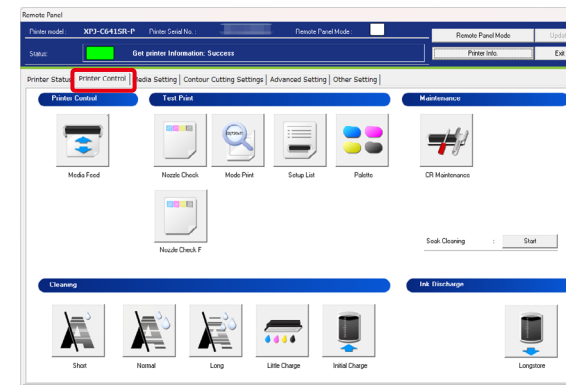 Remote Panel
Printer model : XPJ-C641SR-P Printer Serial No. : Remote Panel Mode :
Remote Panel Mode Updat
Status: Get printer Information: Success
Printer Info. Exit
Printer Status Printer Control Media Setting Contour Cutting Settings Advanced Setting Other Setting
Printer Control Test Print Maintenance
Media Feed Nozzle Check Mode Print Setup List Palette CR Maintenance
Nozzle Check F
Soak Cleaning : Start
Cleaning Ink Discharge
Short Normal Long Little Charge Initial Charge Longstore